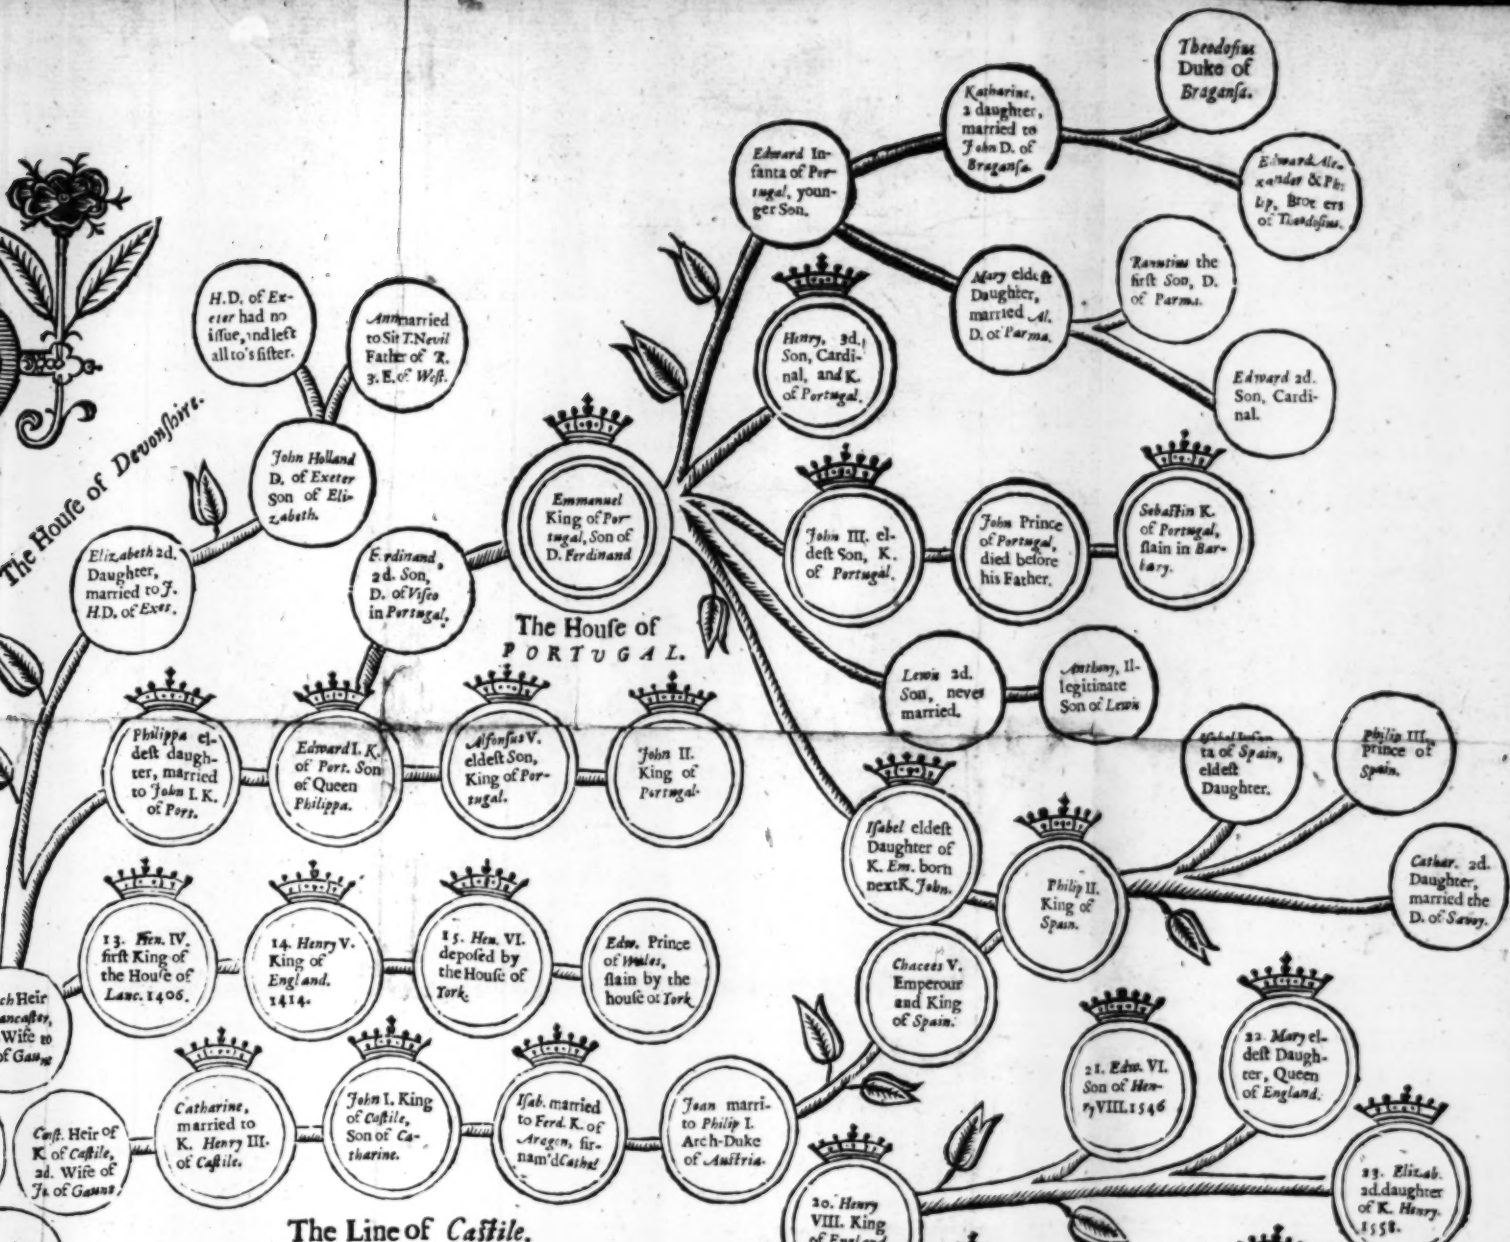 Theodosius
Duke of
Bragansa.
Katharine,
2 daughter,
married to
John D. of
Bragansa.
Edward In-
fanta of Por-
tugal, youn-
ger Son.
Edward Ale-
xander & Phi
lip, Brot ers
of Theodosius.
Mary eldest
Daughter,
married Al.
D. of Parma.
Ranutius the
first Son, D.
of Parma.
Edward 2d.
Son, Cardi-
nal.
Henry, 3d.
Son, Cardi-
nal, and K.
of Portugal.
H.D. of Ex-
eter had no
issue, and left
all to's sister.
Ann married
to Sir T. Nevil
Father of R.
3. E. of West.
The House of Devonshire.
John Holland
D. of Exeter
Son of Eli-
zabeth.
Elizabeth 2d.
Daughter,
married to J.
H.D. of Exet.
Ferdinand,
2d. Son,
D. of Viseo
in Portugal.
Emmanuel
King of Por-
tugal, Son of
D. Ferdinand
The House of
PORTUGAL.
John III. el-
dest Son, K.
of Portugal.
John Prince
of Portugal,
died before
his Father.
Sebastin K.
of Portugal,
slain in Bar-
bary.
Lewis 2d.
Son, never
married.
Anthony, Il-
legitimate
Son of Lewis
Philippa el-
dest daugh-
ter, married
to John I. K.
of Port.
Edward I. K.
of Port. Son
of Queen
Philippa.
Alfonsus V.
eldest Son,
King of Por-
tugal.
John II.
King of
Portugal.
Isabel eldest
Daughter of
K. Em. born
next K. John.
Philip II.
King of
Spain.
Isabel Infan-
ta of Spain,
eldest
Daughter.
Philip III.
Prince of
Spain.
Cathar. 2d.
Daughter,
married the
D. of Savoy.
13. Hen. IV.
first King of
the House of
Lanc. 1406.
14. Henry V.
King of
England.
1414.
15. Hen. VI.
deposed by
the House of
York.
Edw. Prince
of Wales,
slain by the
house of York
Chacees V.
Emperour
and King
of Spain.
ch Heir
ancaster,
Wife to
of Gaunt
Const. Heir of
K of Castile,
2d. Wife of
Jo. of Gaunt,
Catharine,
married to
K. Henry III.
of Castile.
John I. King
of Castile,
Son of Ca-
tharine.
Isab. married
to Ferd. K. of
Aragon, sir-
nam'd Cathol
Joan marri-
to Philip I.
Arch-Duke
of Austria.
The Line of Castile.
20. Henry
VIII. King
of England
21. Edw. VI.
Son of Hen-
ry VIII. 1546
22. Mary el-
dest Daugh-
ter, Queen
of England.
23. Elizab.
2d. daughter
of K. Henry.
1558.